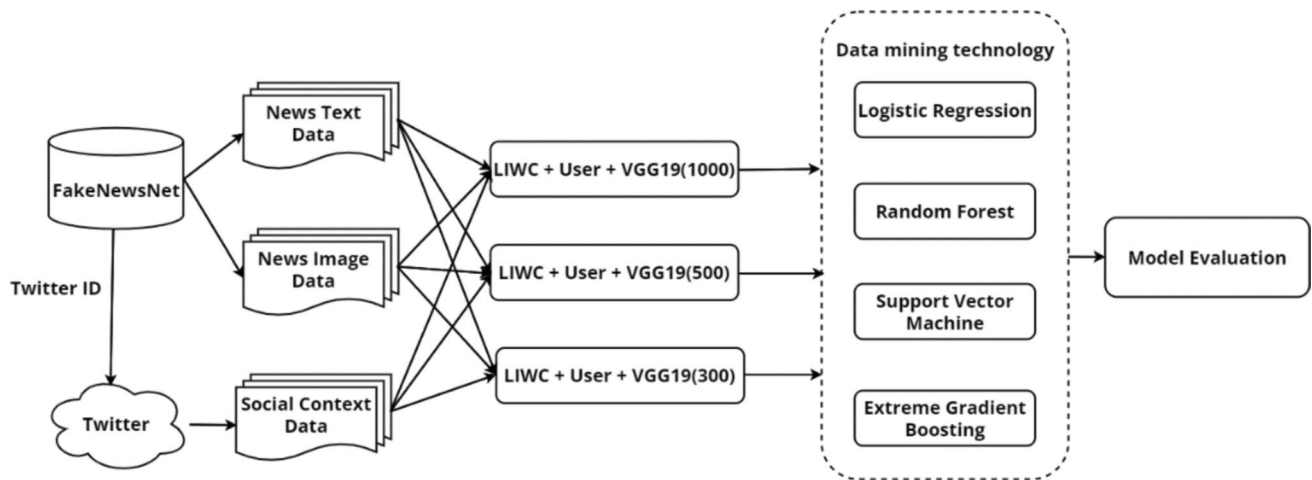 FakeNewsNet
Twitter ID
Twitter
News Text
Data
News Image
Data
Social Context
Data
LIWC + User + VGG19(1000)
LIWC + User + VGG19(500)
LIWC + User + VGG19(300)
Data mining technology
Logistic Regression
Random Forest
Support Vector
Machine
Extreme Gradient
Boosting
Model Evaluation